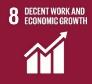 8 DECENT WORK AND
ECONOMIC GROWTH